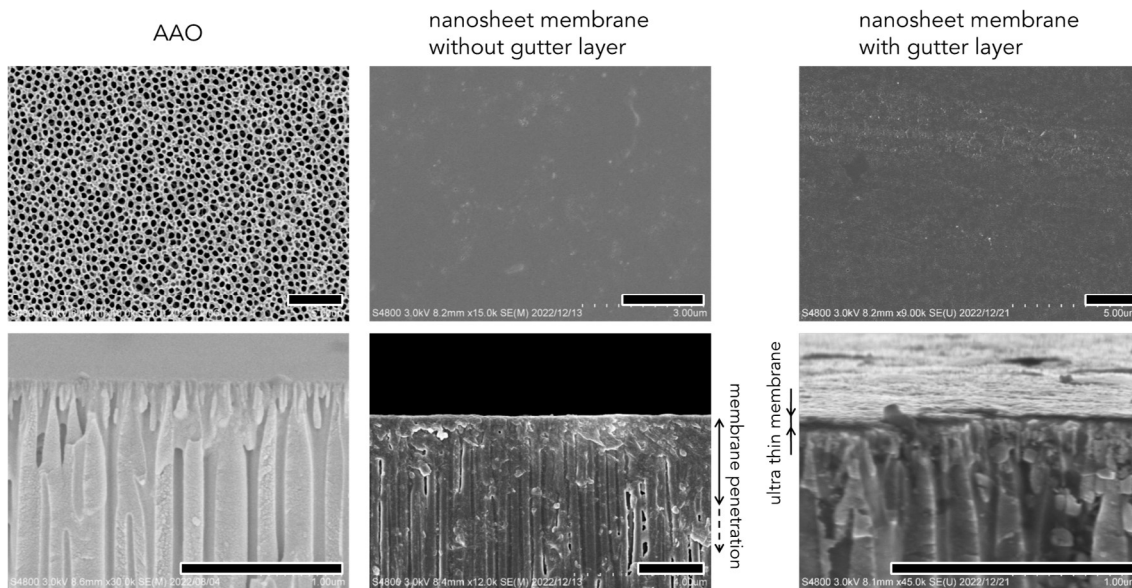 AAO
nanosheet membrane
without gutter layer
nanosheet membrane
with gutter layer
S4800 3.0kV 8.2mm x15.0k SE(M) 2022/12/13
3.00um
S4800 3.0kV 8.2mm x9.00k SE(U) 2022/12/21
5.00um
membrane penetration
ultra thin membrane
S4800 3.0kV 8.6mm x30.0k SE(M) 2022/08/04
1.00um
S4800 3.0kV 8.4mm x12.0k SE(M) 2022/12/13
4.00um
S4800 3.0kV 8.1mm x45.0k SE(U) 2022/12/21
1.00um